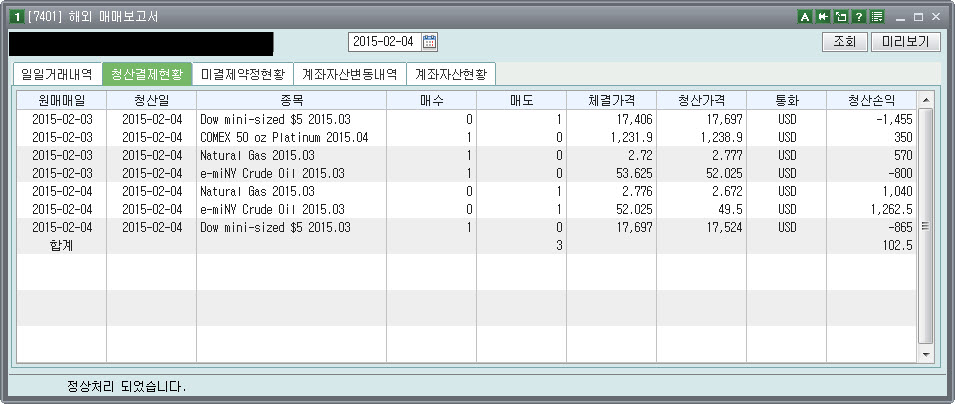 1 [7401] 해외 매매보고서 A ?
2015-02-04 조회 미리보기
일일거래내역 청산결제현황 미결제약정현황 계좌자산변동내역 계좌자산현황
원매매일 청산일 종목 매수 매도 체결가격 청산가격 통화 청산손익
2015-02-03 2015-02-04 Dow mini-sized $5 2015.03 0 1 17,406 17,697 USD -1,455
2015-02-03 2015-02-04 COMEX 50 oz Platinum 2015.04 1 0 1,231.9 1,238.9 USD 350
2015-02-03 2015-02-04 Natural Gas 2015.03 1 0 2.72 2.777 USD 570
2015-02-03 2015-02-04 e-miNY Crude Oil 2015.03 1 0 53.625 52.025 USD -800
2015-02-04 2015-02-04 Natural Gas 2015.03 0 1 2.776 2.672 USD 1,040
2015-02-04 2015-02-04 e-miNY Crude Oil 2015.03 0 1 52.025 49.5 USD 1,262.5
2015-02-04 2015-02-04 Dow mini-sized $5 2015.03 1 0 17,697 17,524 USD -865
합계 3 102.5
정상처리 되었습니다.